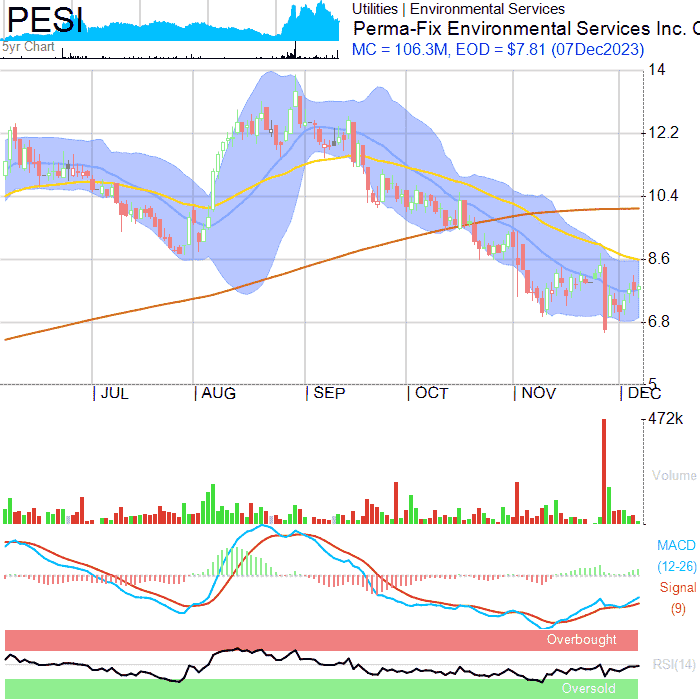 PESI
5yr Chart
Utilities | Environmental Services
Perma-Fix Environmental Services Inc. C
MC = 106.3M, EOD = $7.81 (07Dec2023)
14
12.2
10.4
8.6
6.8
5
JUL AUG SEP OCT NOV DEC
472k
Volume
MACD
(12-26)
Signal
(9)
Overbought
RSI(14)
Oversold